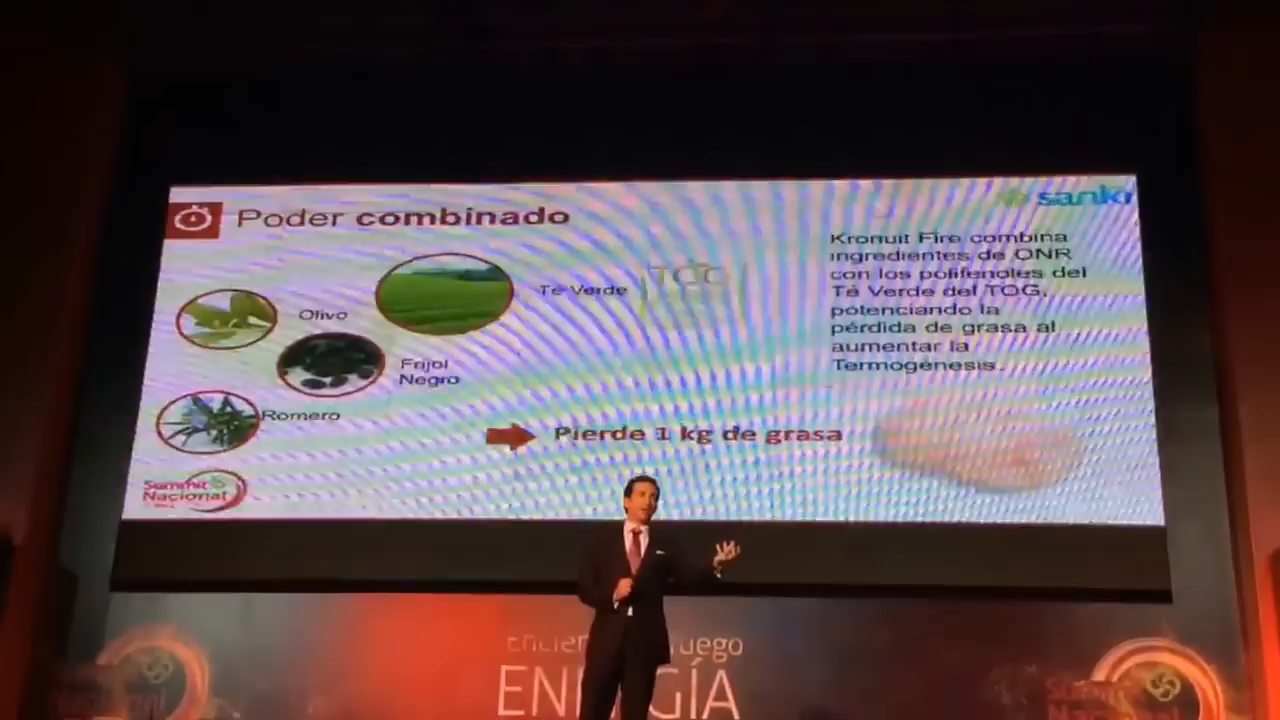 Poder combinado
sanki
Kronuit Fire combina
ingredientes de ONR
con los polifenoles del
Té Verde del TOG,
potenciando la
pérdida de grasa al
aumentar la
Termogénesis.
Té Verde
Olivo
Frijol
Negro
Romero
Pierde 1 kg de grasa
Summit
Nacional
ENERGÍA